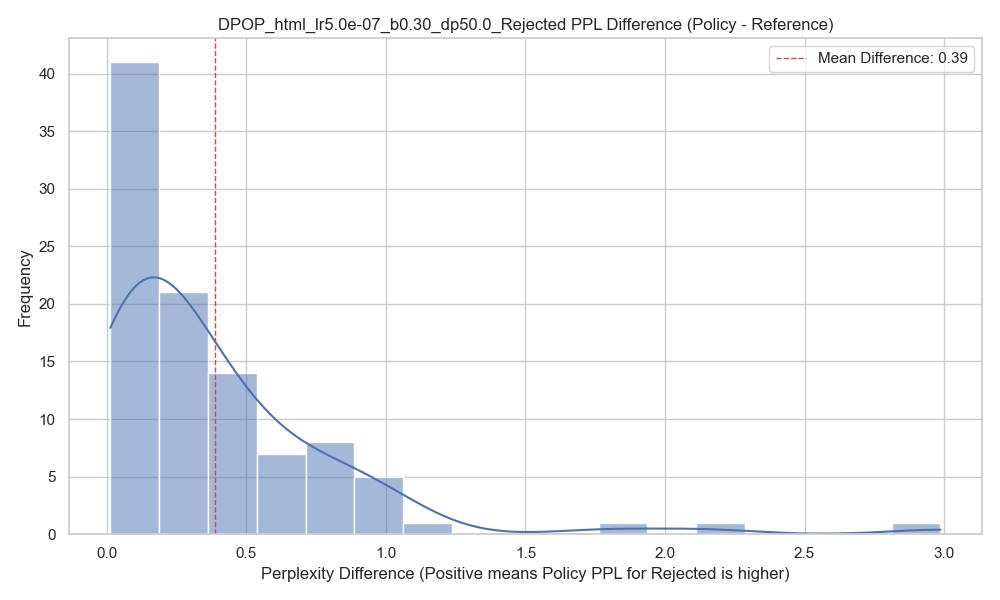 DPOP_html_lr5.0e-07_b0.30_dp50.0_Rejected PPL Difference (Policy - Reference)
Mean Difference: 0.39
Frequency
40
35
30
25
20
15
10
5
0
0.0 0.5 1.0 1.5 2.0 2.5 3.0
Perplexity Difference (Positive means Policy PPL for Rejected is higher)